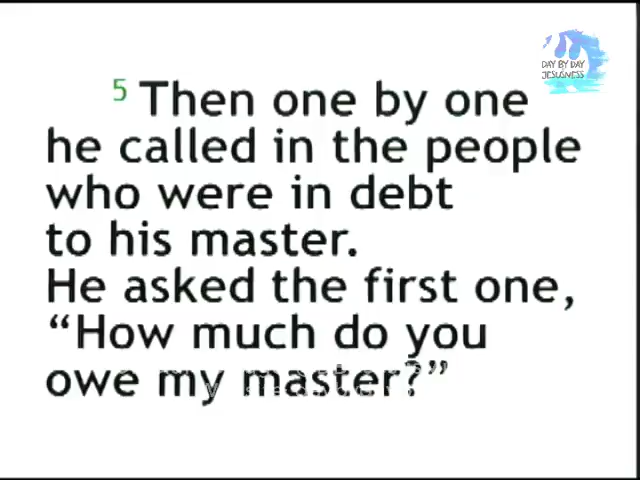 DAY BY DAY
JESUSNESS
5 Then one by one
he called in the people
who were in debt
to his master.
He asked the first one,
“How much do you
owe my master?”